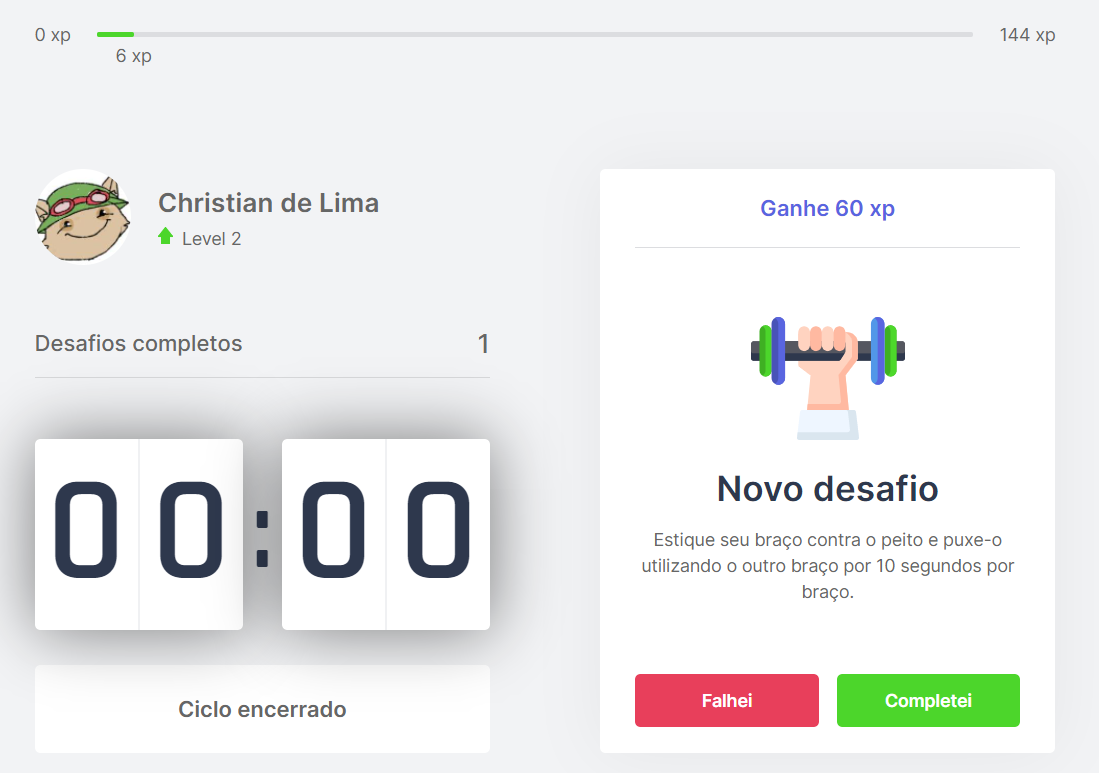 0 xp
144 xp
6 xp
Christian de Lima
Level 2
Desafios completos 1
00:00
Ciclo encerrado
Ganhe 60 xp
Novo desafio
Estique seu braço contra o peito e puxe-o
utilizando o outro braço por 10 segundos por
braço.
Falhei
Completei